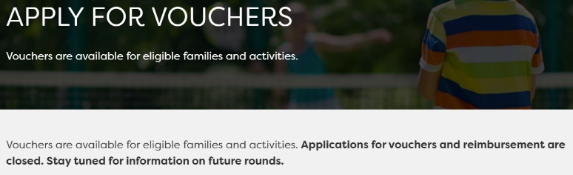 APPLY FOR VOUCHERS
Vouchers are available for eligible families and activities.
Vouchers are available for eligible families and activities. Applications for vouchers and reimbursement are
closed. Stay tuned for information on future rounds.